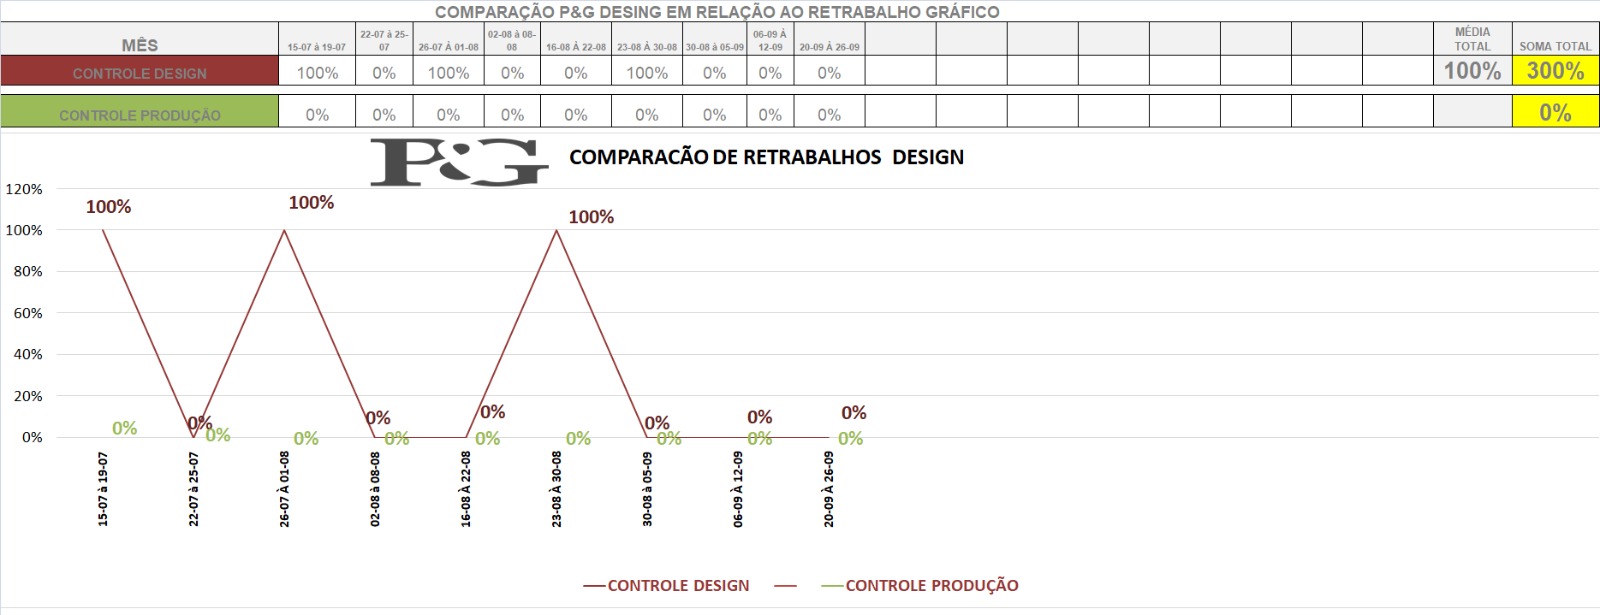 COMPARAÇÃO P&G DESING EM RELAÇÃO AO RETRABALHO GRÁFICO
MÊS 15-07 à 19-07 22-07 à 25-07 26-07 À 01-08 02-08 à 08-08 16-08 À 22-08 23-08 À 30-08 30-08 à 05-09 06-09 À 12-09 20-09 À 26-09 MÉDIA TOTAL SOMA TOTAL
CONTROLE DESIGN 100% 0% 100% 0% 0% 100% 0% 0% 0% 100% 300%
CONTROLE PRODUÇÃO 0% 0% 0% 0% 0% 0% 0% 0% 0% 0%
P&G COMPARACÃO DE RETRABALHOS DESIGN
120%
100%
80%
60%
40%
20%
0%
100% 0% 100% 0% 0% 100% 0% 0% 0%
0% 0% 0% 0% 0% 0% 0% 0% 0%
15-07 à 19-07
22-07 à 25-07
26-07 À 01-08
02-08 à 08-08
16-08 À 22-08
23-08 À 30-08
30-08 à 05-09
06-09 À 12-09
20-09 À 26-09
CONTROLE DESIGN CONTROLE PRODUÇÃO